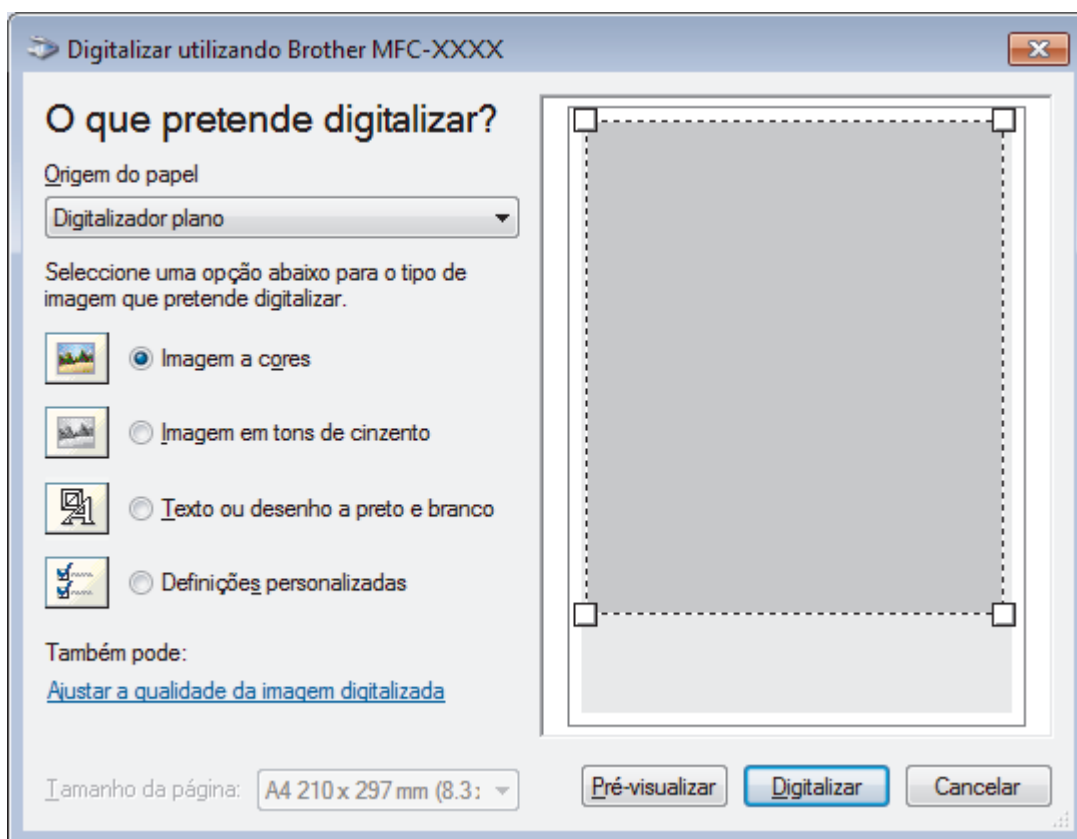 Digitalizar utilizando Brother MFC-XXXX
O que pretende digitalizar?
Origem do papel
Digitalizador plano
Seleccione uma opção abaixo para o tipo de
imagem que pretende digitalizar.
Imagem a cores
Imagem em tons de cinzento
Texto ou desenho a preto e branco
Definições personalizadas
Também pode:
Ajustar a qualidade da imagem digitalizada
Tamanho da página:
A4 210 x 297 mm (8.3
Pré-visualizar
Digitalizar
Cancelar